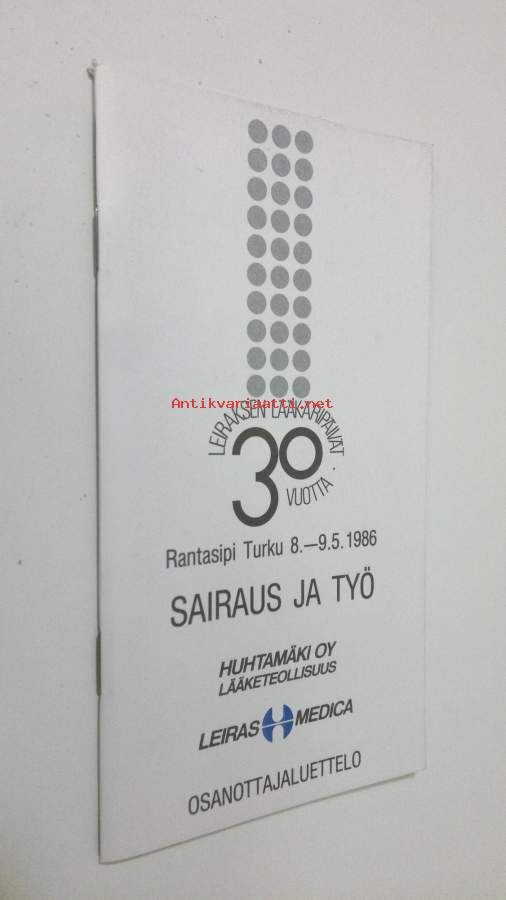 Antikvariaatti.net
LEIRAKSEN LÄÄKÄRIPÄIVÄT ·
30
VUOTTA ·
Rantasipi Turku 8.—9.5.1986
SAIRAUS JA TYÖ
HUHTAMÄKI OY
LÄÄKETEOLLISUUS
LEIRAS MEDICA
OSANOTTAJALUETTELO